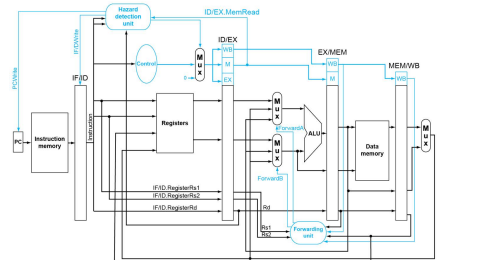 Hazard
detection
unit
ID/EX.MemRead
PCWrite
IF/DWrite
IF/ID
Control
0
Mux
ID/EX
WB
M
EX
EX/MEM
WB
M
MEM/WB
WB
PC
Instruction
memory
Instruction
Registers
Mux
Mux
ForwardA
ForwardB
ALU
Data
memory
Mux
IF/ID.RegisterRs1
IF/ID.RegisterRs2
IF/ID.RegisterRd
Rd
Rs1
Rs2
Forwarding
unit